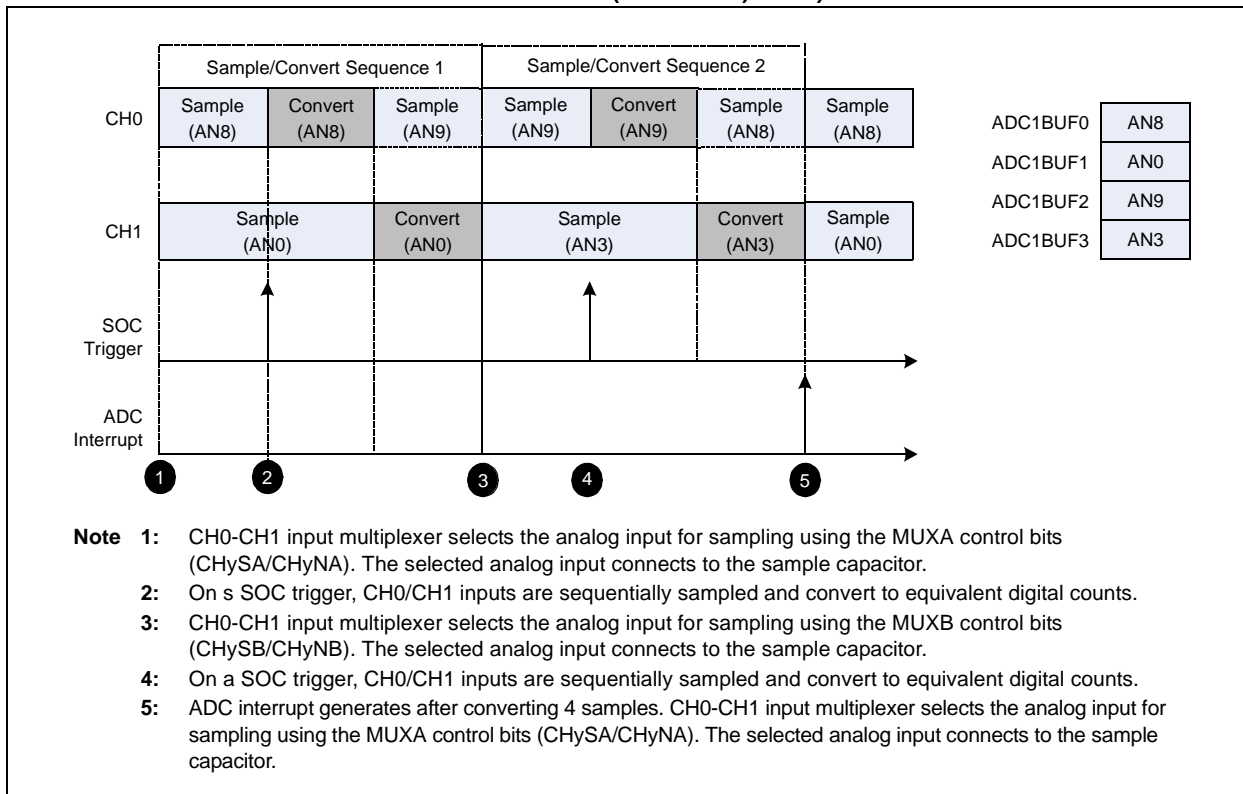 Sample/Convert Sequence 1
Sample/Convert Sequence 2
CH0
Sample
(AN8)
Convert
(AN8)
Sample
(AN9)
Sample
(AN9)
Convert
(AN9)
Sample
(AN8)
Sample
(AN8)
CH1
Sample
(AN0)
Convert
(AN0)
Sample
(AN3)
Convert
(AN3)
Sample
(AN0)
ADC1BUF0 AN8
ADC1BUF1 AN0
ADC1BUF2 AN9
ADC1BUF3 AN3
SOC
Trigger
ADC
Interrupt
1 2 3 4 5
Note 1: CH0-CH1 input multiplexer selects the analog input for sampling using the MUXA control bits
(CHySA/CHyNA). The selected analog input connects to the sample capacitor.
2: On s SOC trigger, CH0/CH1 inputs are sequentially sampled and convert to equivalent digital counts.
3: CH0-CH1 input multiplexer selects the analog input for sampling using the MUXB control bits
(CHySB/CHyNB). The selected analog input connects to the sample capacitor.
4: On a SOC trigger, CH0/CH1 inputs are sequentially sampled and convert to equivalent digital counts.
5: ADC interrupt generates after converting 4 samples. CH0-CH1 input multiplexer selects the analog input for
sampling using the MUXA control bits (CHySA/CHyNA). The selected analog input connects to the sample
capacitor.